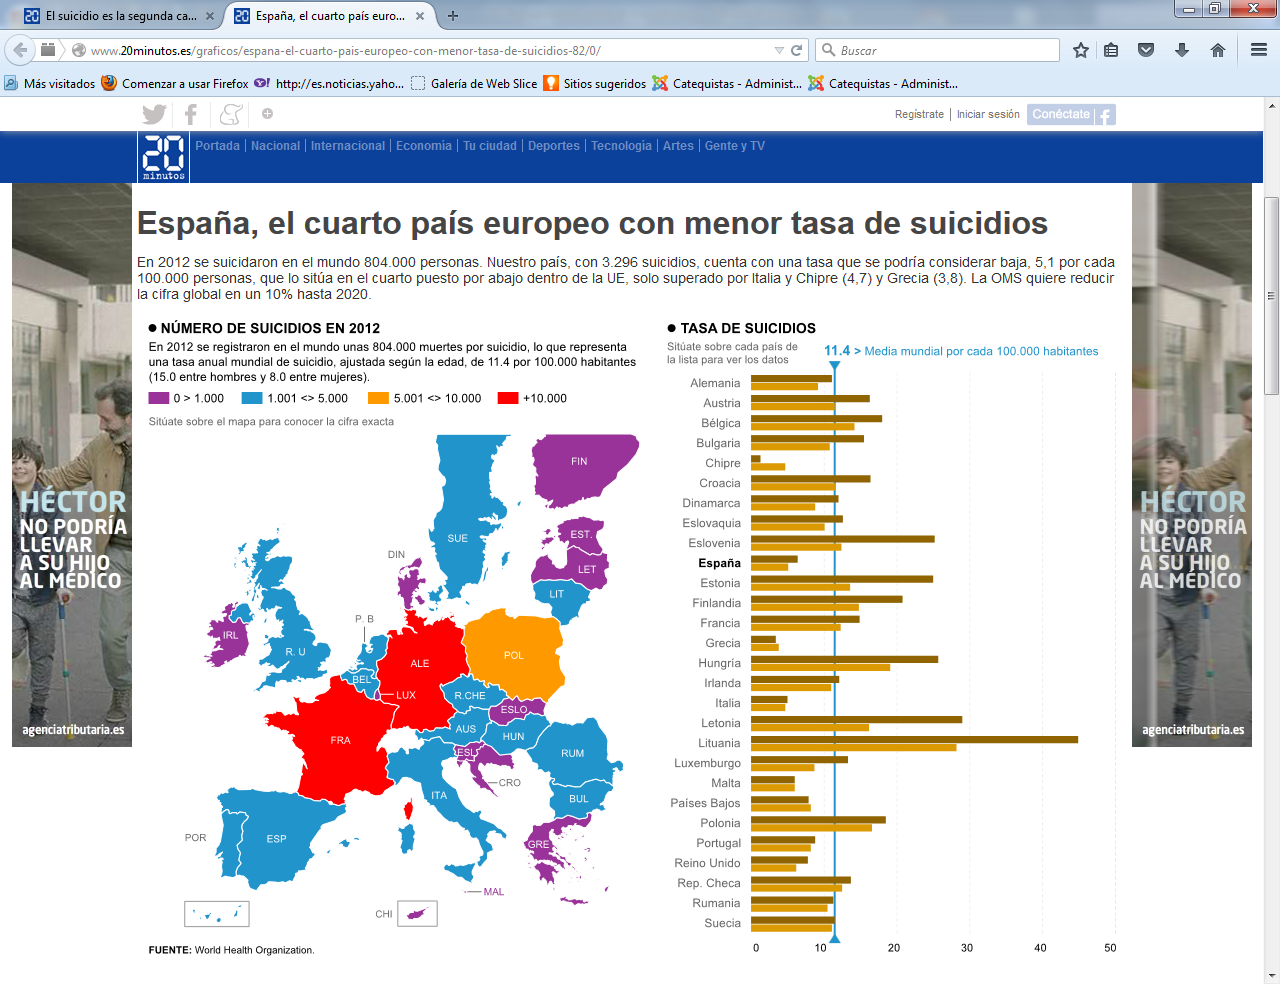 El suicidio es la segunda ca...
España, el cuarto país euro...
www.20minutos.es/graficos/espana-el-cuarto-pais-europeo-con-menor-tasa-de-suicidios-82/0/
Buscar
Más visitados
Comenzar a usar Firefox
http://es.noticias.yaho...
Galería de Web Slice
Sitios sugeridos
Catequistas - Administ...
Catequistas - Administ...
Regístrate | Iniciar sesión
Conéctate
20 minutos
Portada | Nacional | Internacional | Economía | Tu ciudad | Deportes | Tecnología | Artes | Gente y TV
España, el cuarto país europeo con menor tasa de suicidios
En 2012 se suicidaron en el mundo 804.000 personas. Nuestro país, con 3.296 suicidios, cuenta con una tasa que se podría considerar baja, 5,1 por cada
100.000 personas, que lo sitúa en el cuarto puesto por abajo dentro de la UE, solo superado por Italia y Chipre (4,7) y Grecia (3,8). La OMS quiere reducir
la cifra global en un 10% hasta 2020.
NÚMERO DE SUICIDIOS EN 2012
En 2012 se registraron en el mundo unas 804.000 muertes por suicidio, lo que representa
una tasa anual mundial de suicidio, ajustada según la edad, de 11.4 por 100.000 habitantes
(15.0 entre hombres y 8.0 entre mujeres).
0 > 1.000
1.001 <> 5.000
5.001 <> 10.000
+10.000
Sitúate sobre el mapa para conocer la cifra exacta
FIN
SUE
EST.
DIN
LET
LIT
P. B
IRL
R. U
ALE
POL
BEL
LUX
R.CHE
ESLO
AUS
HUN
FRA
ESL
RUM
CRO
ITA
BUL
POR
ESP
GRE
MAL
CHI
FUENTE: World Health Organization.
TASA DE SUICIDIOS
Sitúate sobre cada país de
la lista para ver los datos
11.4 > Media mundial por cada 100.000 habitantes
Alemania
Austria
Bélgica
Bulgaria
Chipre
Croacia
Dinamarca
Eslovaquia
Eslovenia
España
Estonia
Finlandia
Francia
Grecia
Hungría
Irlanda
Italia
Letonia
Lituania
Luxemburgo
Malta
Países Bajos
Polonia
Portugal
Reino Unido
Rep. Checa
Rumania
Suecia
0 10 20 30 40 50
HÉCTOR
NO PODRÍA
LLEVAR
A SU HIJO
AL MÉDICO
agenciatributaria.es
HÉCTOR
NO PODRÍA
LLEVAR
A SU HIJO
AL MÉDICO
agenciatributaria.es